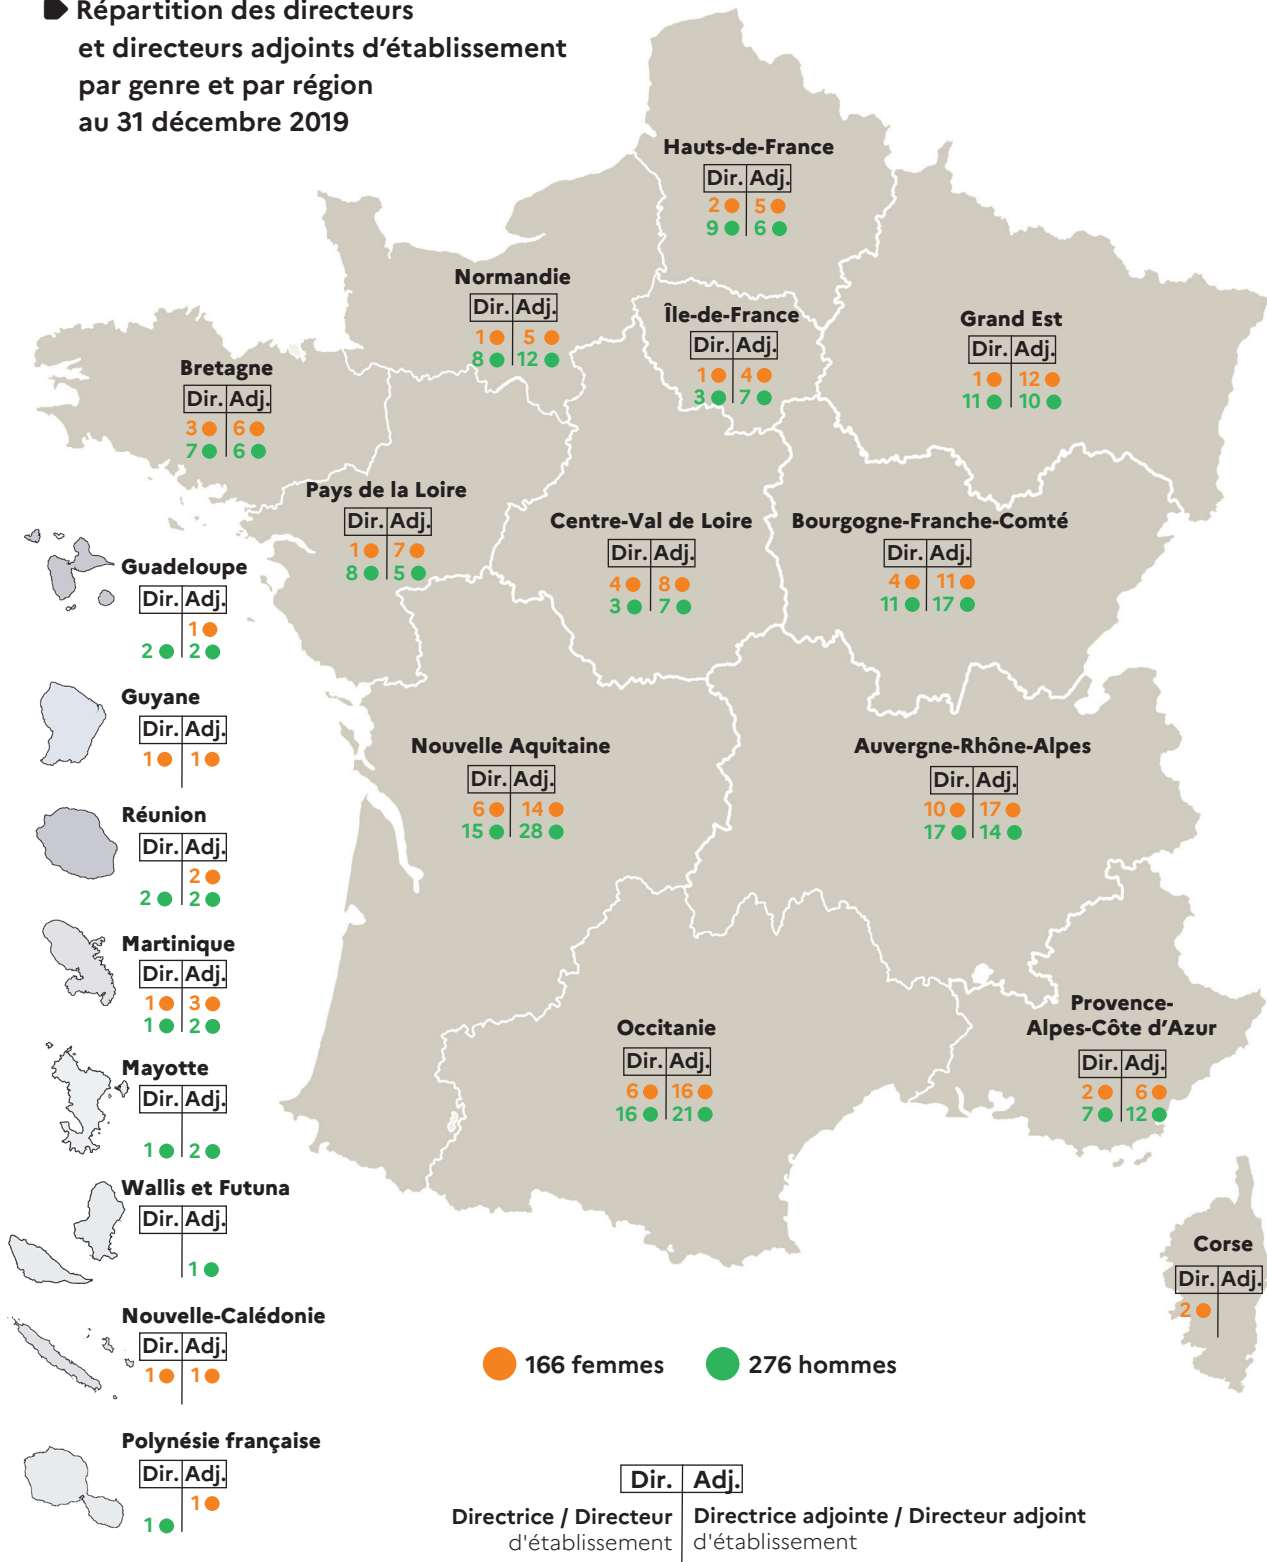 Répartition des directeurs
et directeurs adjoints d’établissement
par genre et par région
au 31 décembre 2019
Hauts-de-France
Dir. Adj.
2 5
9 6
Normandie
Dir. Adj.
1 5
8 12
Île-de-France
Dir. Adj.
1 4
3 7
Grand Est
Dir. Adj.
1 12
11 10
Bretagne
Dir. Adj.
3 6
7 6
Pays de la Loire
Dir. Adj.
1 7
8 5
Centre-Val de Loire
Dir. Adj.
4 8
3 7
Bourgogne-Franche-Comté
Dir. Adj.
4 11
11 17
Guadeloupe
Dir. Adj.
1
2 2
Guyane
Dir. Adj.
1 1
Nouvelle Aquitaine
Dir. Adj.
6 14
15 28
Auvergne-Rhône-Alpes
Dir. Adj.
10 17
17 14
Réunion
Dir. Adj.
2
2 2
Martinique
Dir. Adj.
1 3
1 2
Occitanie
Dir. Adj.
6 16
16 21
Provence-
Alpes-Côte d’Azur
Dir. Adj.
2 6
7 12
Mayotte
Dir. Adj.
1 2
Wallis et Futuna
Dir. Adj.
1
Corse
Dir. Adj.
2
Nouvelle-Calédonie
Dir. Adj.
1 1
166 femmes 276 hommes
Polynésie française
Dir. Adj.
1
1
Dir. Adj.
Directrice / Directeur Directrice adjointe / Directeur adjoint
d'établissement d'établissement